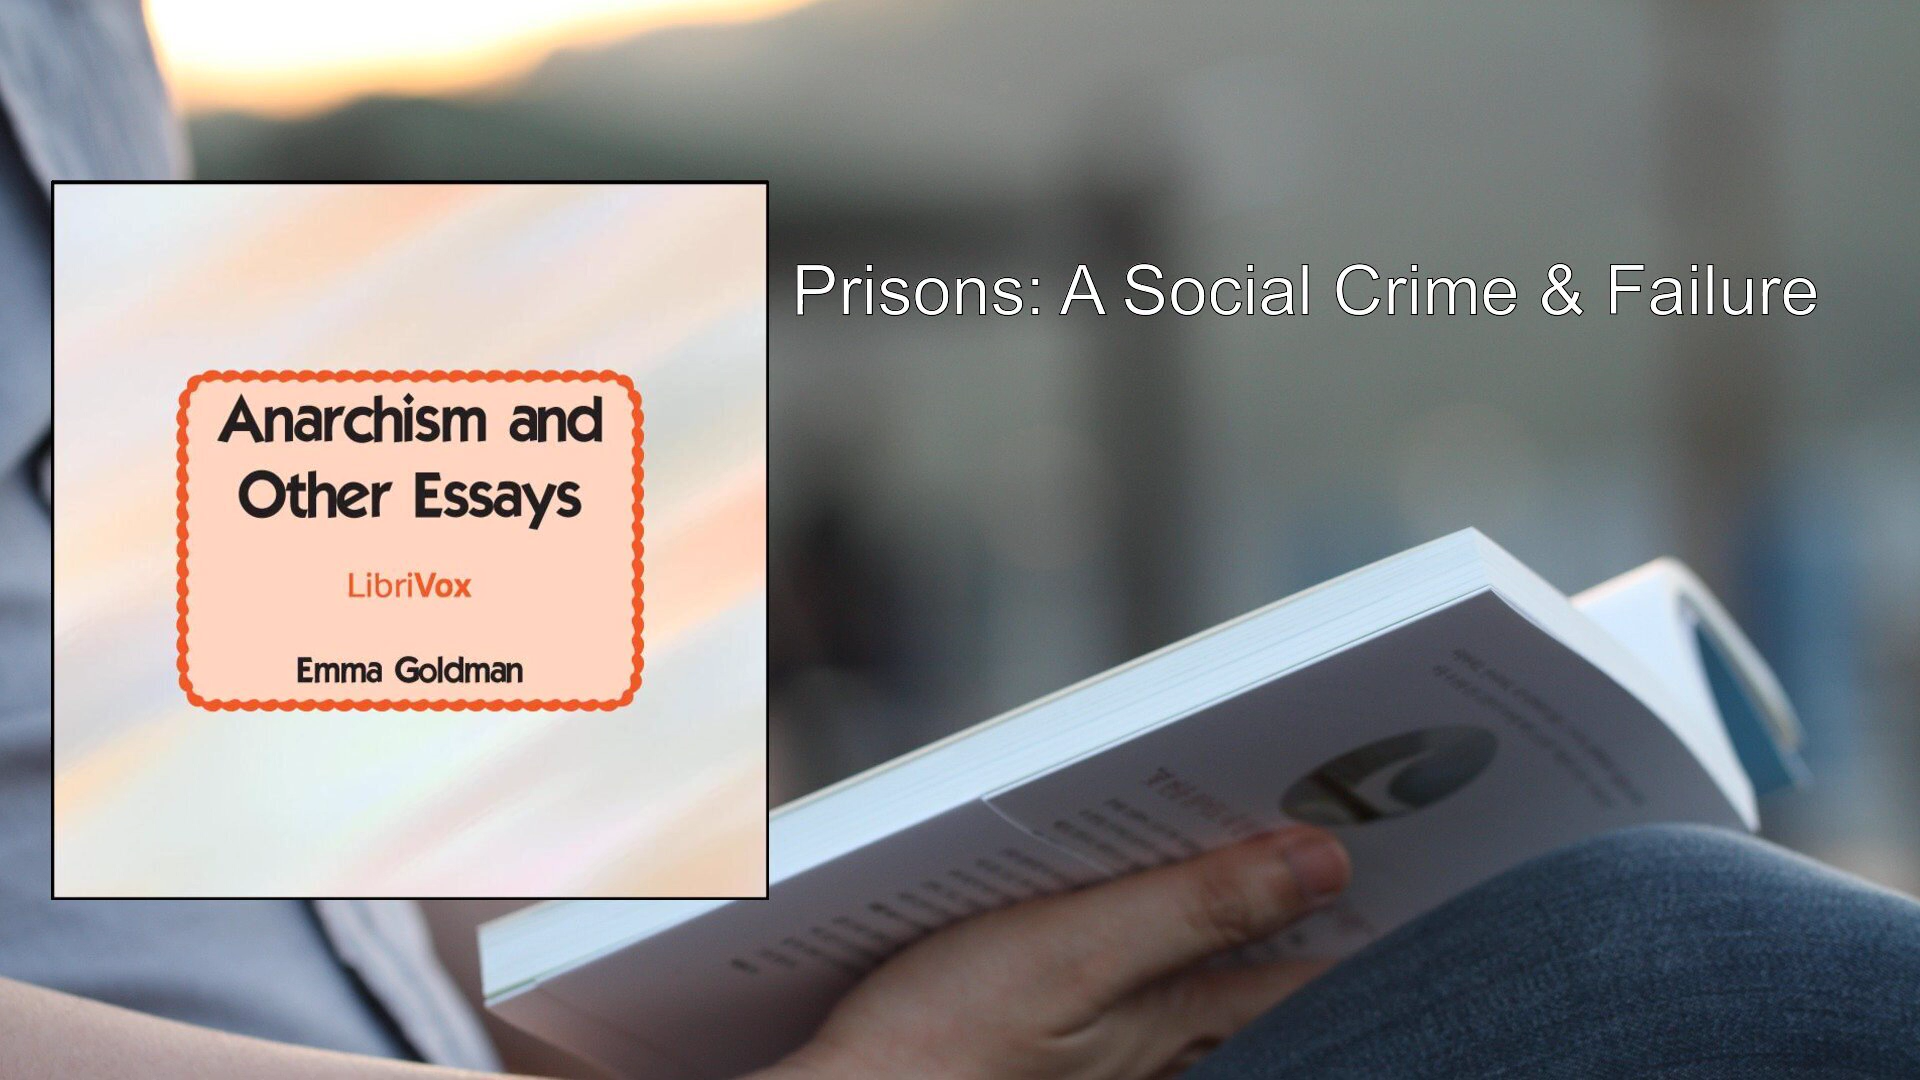 Prisons: A Social Crime & Failure
Anarchism and
Other Essays
LibriVox
Emma Goldman